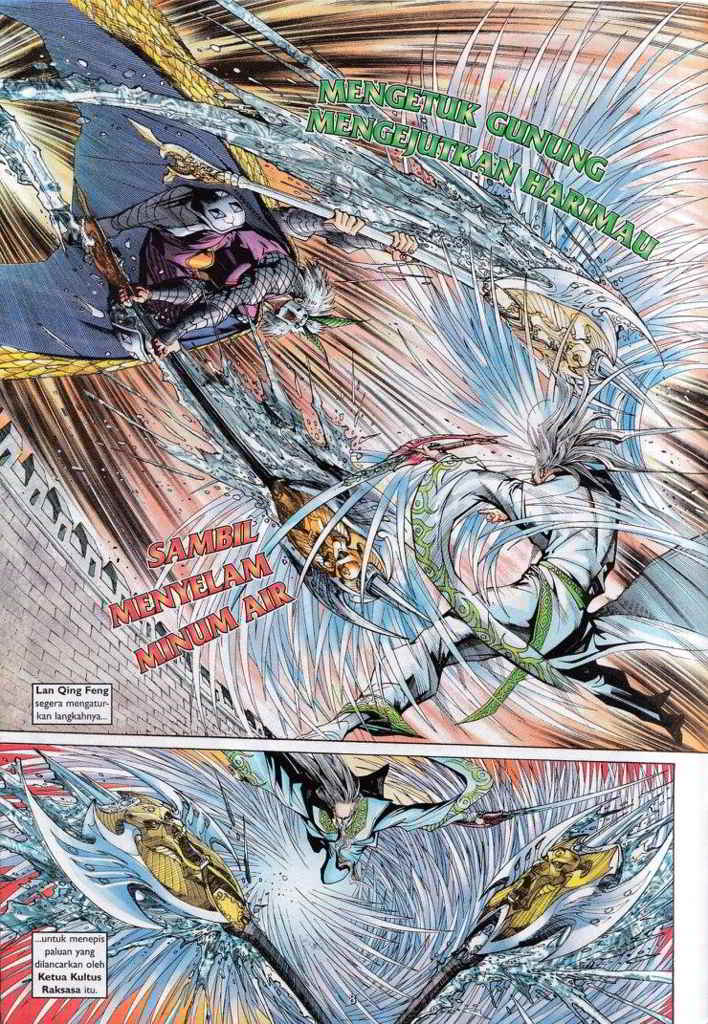 MENGETUK GUNUNG
MENGEJUTKAN HARIMAU
SAMBIL
MENYELAM
MINUM AIR
Lan Qing Feng
segera mengatur-
kan langkahnya...
...untuk menepis
paluan yang
dilancarkan oleh
Ketua Kultus
Raksasa itu.
8